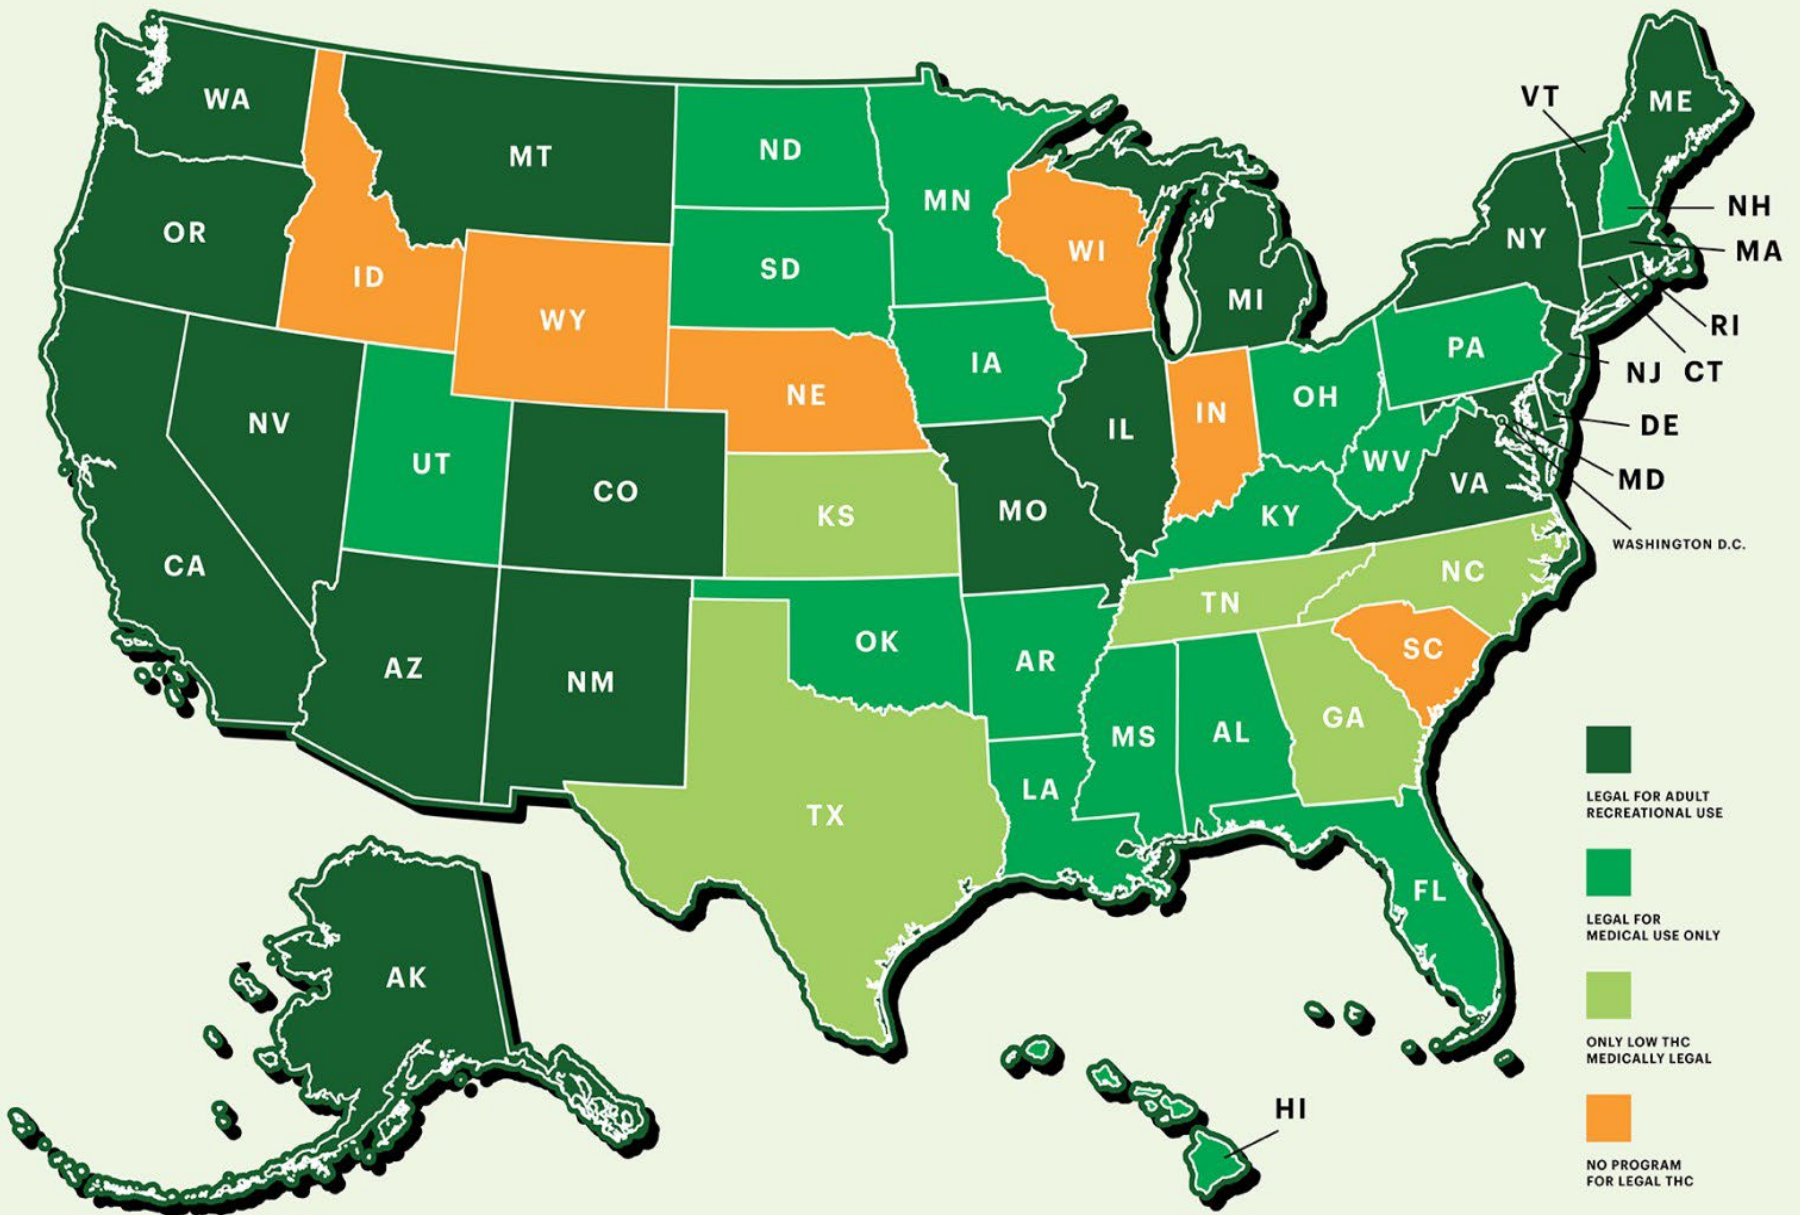 WA
MT
ND
MN
VT
ME
OR
ID
WY
SD
WI
MI
NY
NH
MA
RI
CT
NJ
PA
NE
IA
IL
IN
OH
DE
MD
WASHINGTON D.C.
WV
VA
NV
UT
CO
KS
MO
KY
CA
TN
NC
AZ
NM
OK
AR
SC
MS
AL
GA
TX
LA
FL
AK
HI
LEGAL FOR ADULT
RECREATIONAL USE
LEGAL FOR
MEDICAL USE ONLY
ONLY LOW THC
MEDICALLY LEGAL
NO PROGRAM
FOR LEGAL THC